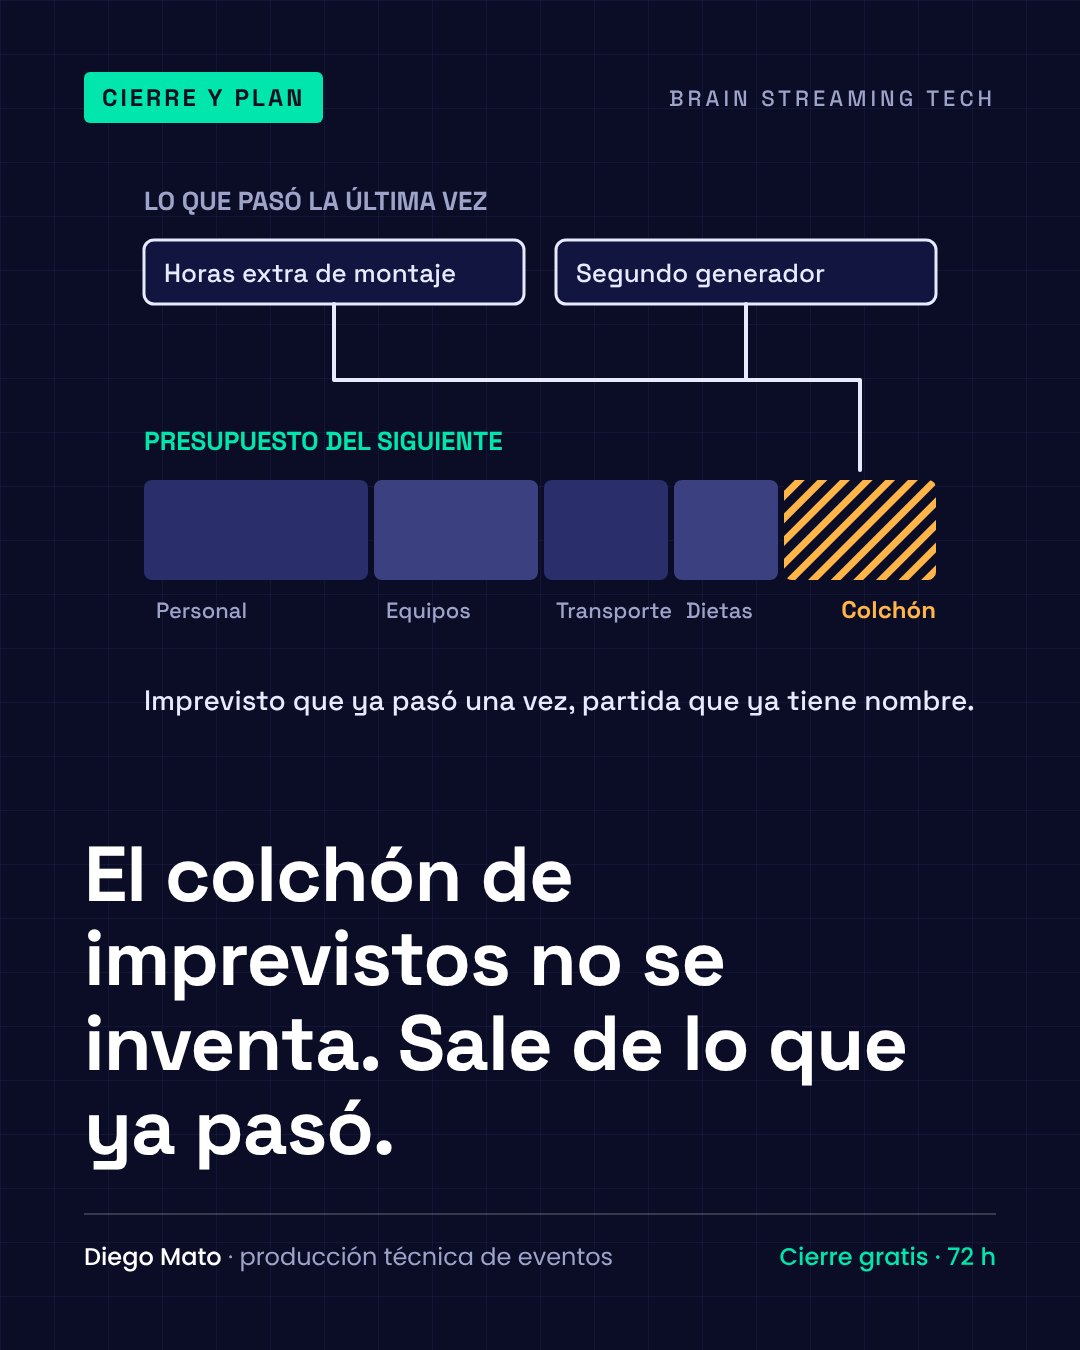 CIERRE Y PLAN
BRAIN STREAMING TECH
LO QUE PASÓ LA ÚLTIMA VEZ
Horas extra de montaje
Segundo generador
PRESUPUESTO DEL SIGUIENTE
Personal
Equipos
Transporte
Dietas
Colchón
Imprevisto que ya pasó una vez, partida que ya tiene nombre.
El colchón de
imprevistos no se
inventa. Sale de lo que
ya pasó.
Diego Mato · producción técnica de eventos
Cierre gratis · 72 h